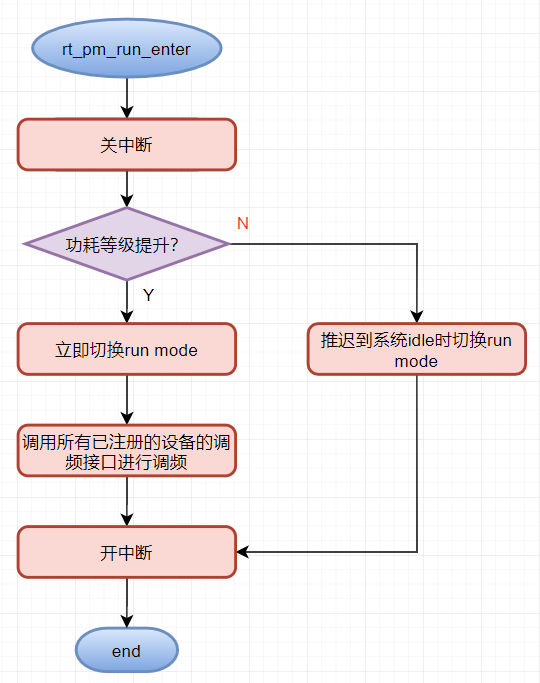 rt_pm_run_enter
关中断
功耗等级提升？
N
Y
立即切换run mode
推迟到系统idle时切换run
mode
调用所有已注册的设备的调
频接口进行调频
开中断
end